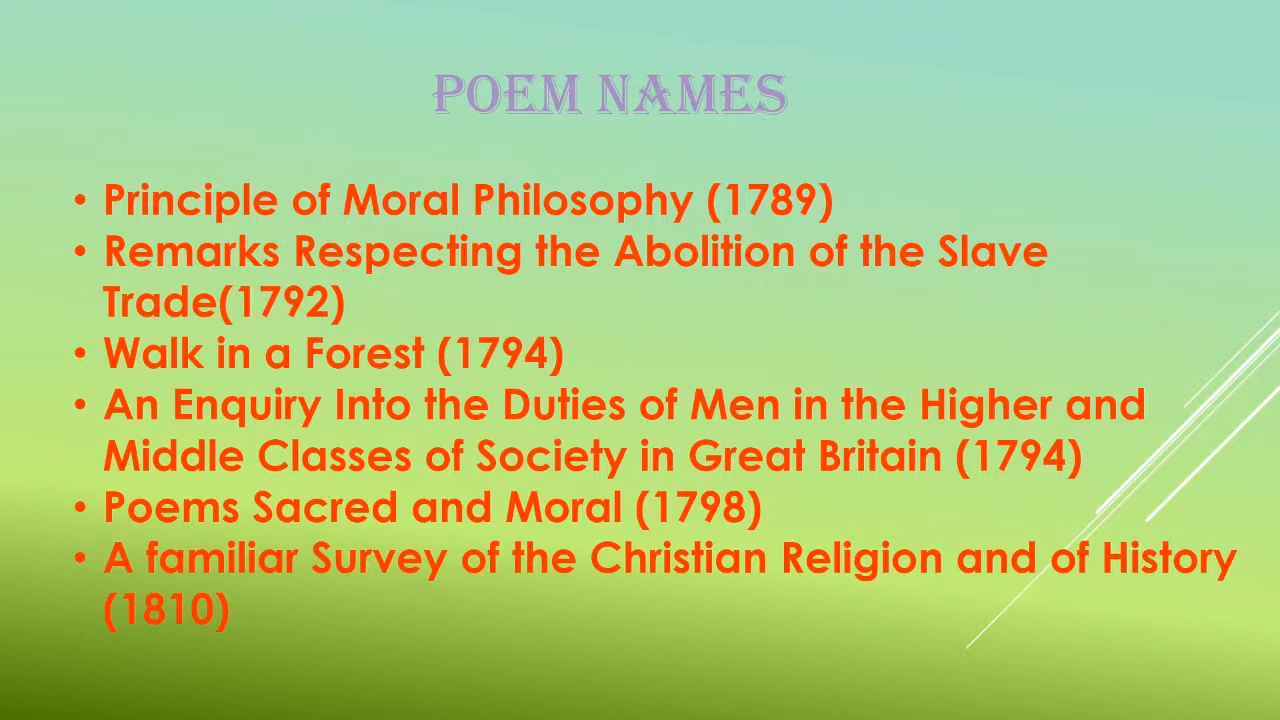 POEM NAMES
• Principle of Moral Philosophy (1789)
• Remarks Respecting the Abolition of the Slave
Trade(1792)
• Walk in a Forest (1794)
• An Enquiry Into the Duties of Men in the Higher and
Middle Classes of Society in Great Britain (1794)
• Poems Sacred and Moral (1798)
• A familiar Survey of the Christian Religion and of History
(1810)